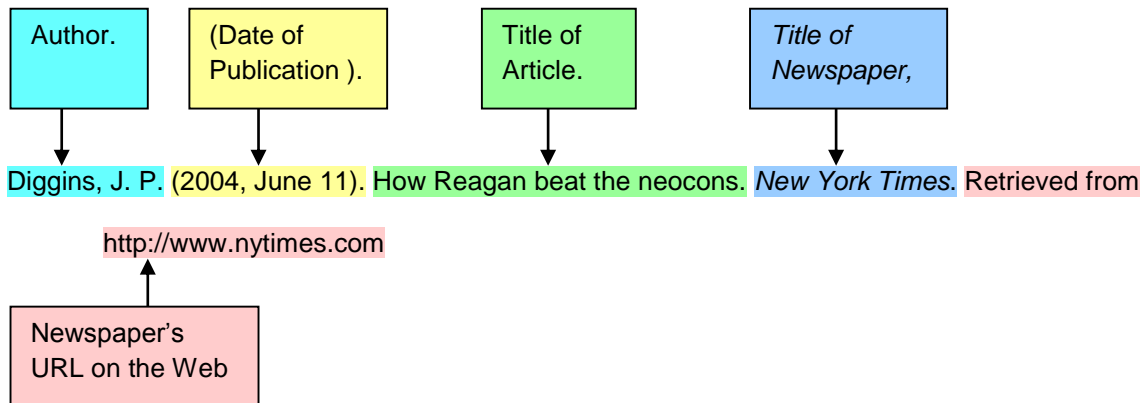 Author.
(Date of
Publication ).
Title of
Article.
Title of
Newspaper,
Diggins, J. P. (2004, June 11). How Reagan beat the neocons. New York Times. Retrieved from
http://www.nytimes.com
Newspaper’s
URL on the Web